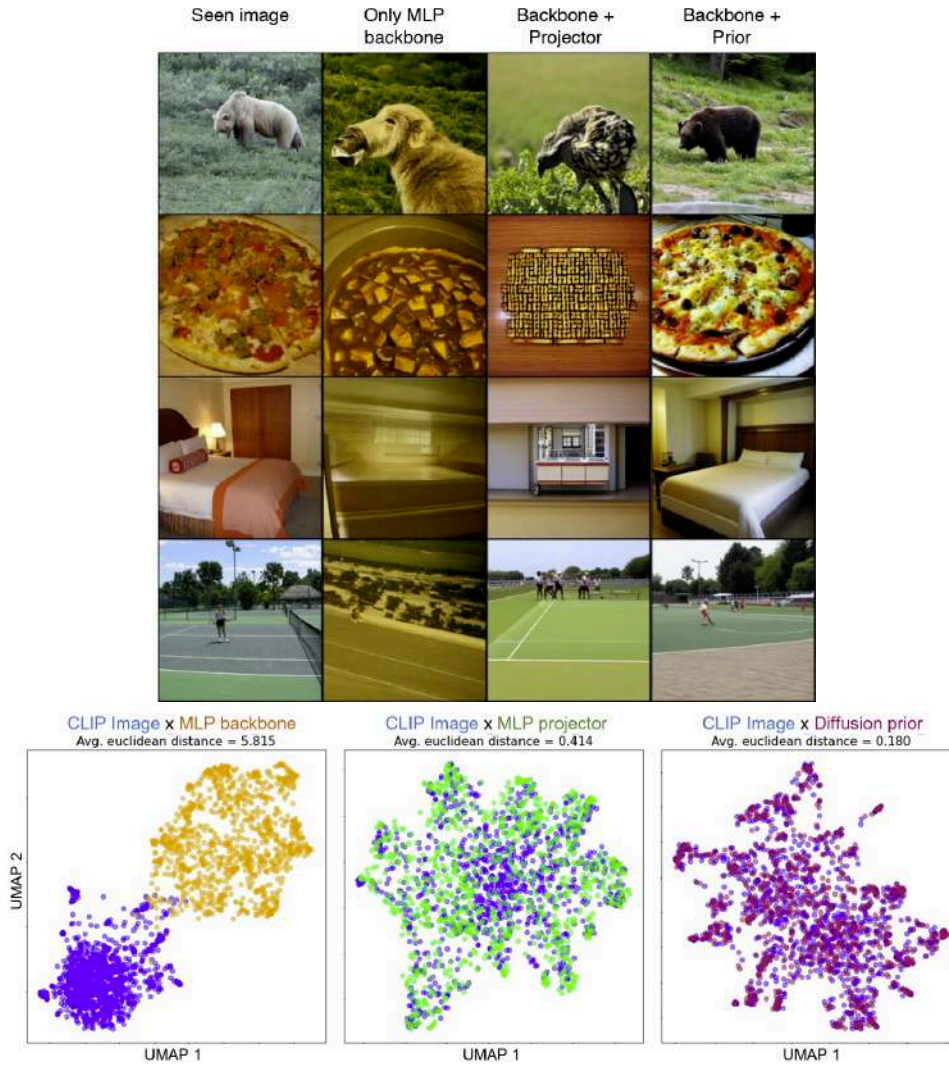 Seen image
Only MLP
backbone
Backbone +
Projector
Backbone +
Prior
CLIP Image x MLP backbone
Avg. euclidean distance = 5.815
CLIP Image x MLP projector
Avg. euclidean distance = 0.414
CLIP Image x Diffusion prior
Avg. euclidean distance = 0.180
UMAP 2
UMAP 1
UMAP 1
UMAP 1